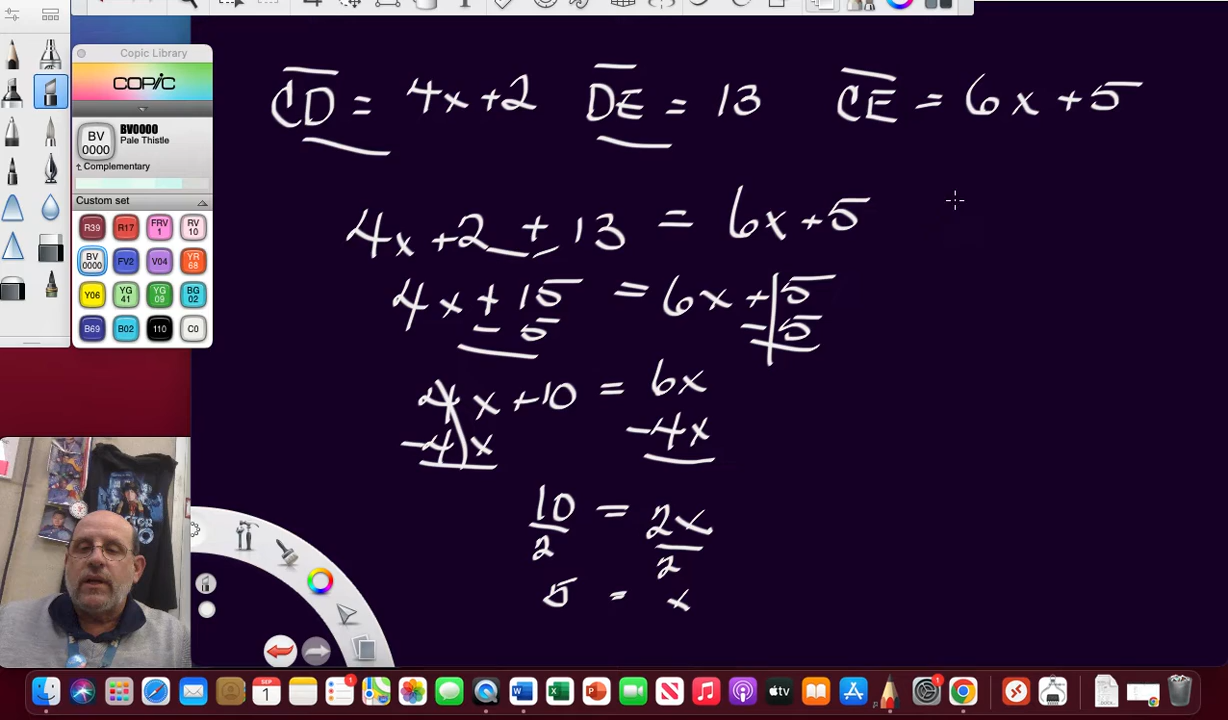 Copic Library
COPIC
BV
0000
BV0000
Pale Thistle
Complementary
Custom set
R39 R17 FRV 1 RV 10
BV 0000 FV2 V04 YR 68
Y06 YG 41 YG 09 BG 02
B69 B02 110 C0
CD = 4x+2 DE = 13 CE = 6x+5
4x+2 + 13 = 6x+5
4x + 15 = 6x + 5
- 5 - 5
4x +10 = 6x
-4x -4x
10 = 2x
2 2
5 = x
SEP
1